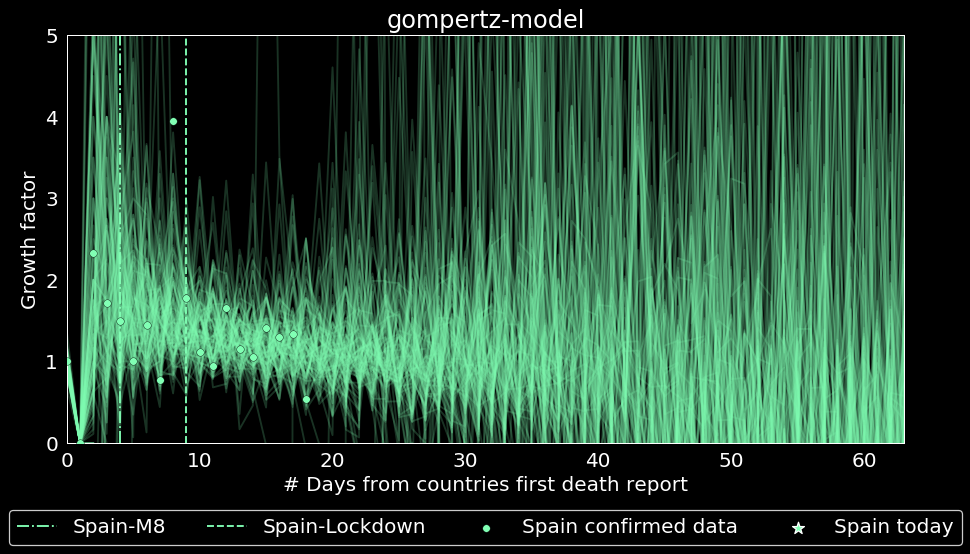 gompertz-model
5
4
3
2
1
0
Growth factor
0 10 20 30 40 50 60
# Days from countries first death report
Spain-M8 Spain-Lockdown Spain confirmed data Spain today